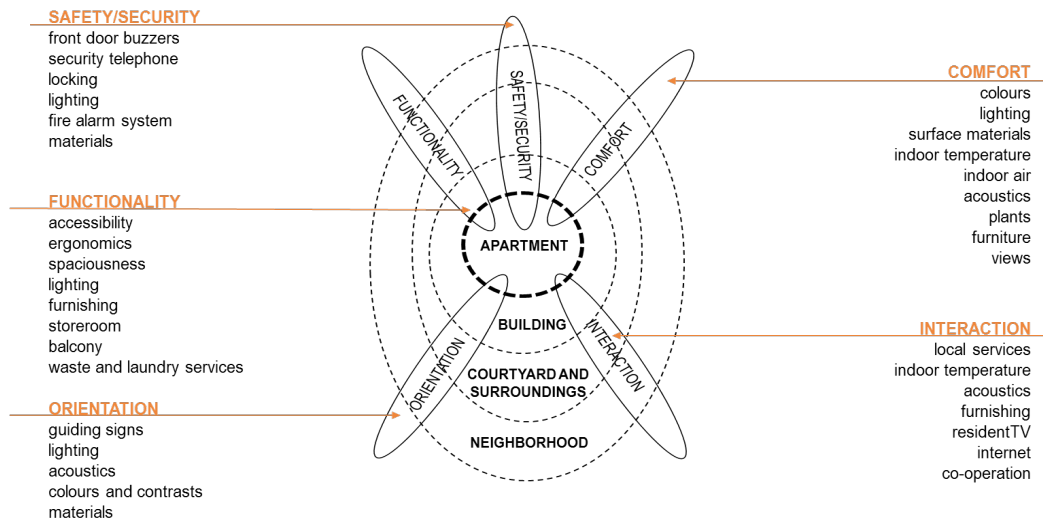 SAFETY/SECURITY
front door buzzers
security telephone
locking
lighting
fire alarm system
materials
FUNCTIONALITY
accessibility
ergonomics
spaciousness
lighting
furnishing
storeroom
balcony
waste and laundry services
ORIENTATION
guiding signs
lighting
acoustics
colours and contrasts
materials
FUNCTIONALITY
SAFETY/SECURITY
COMFORT
APARTMENT
BUILDING
ORIENTATION
INTERACTION
COURTYARD AND
SURROUNDINGS
NEIGHBORHOOD
COMFORT
colours
lighting
surface materials
indoor temperature
indoor air
acoustics
plants
furniture
views
INTERACTION
local services
indoor temperature
acoustics
furnishing
residentTV
internet
co-operation